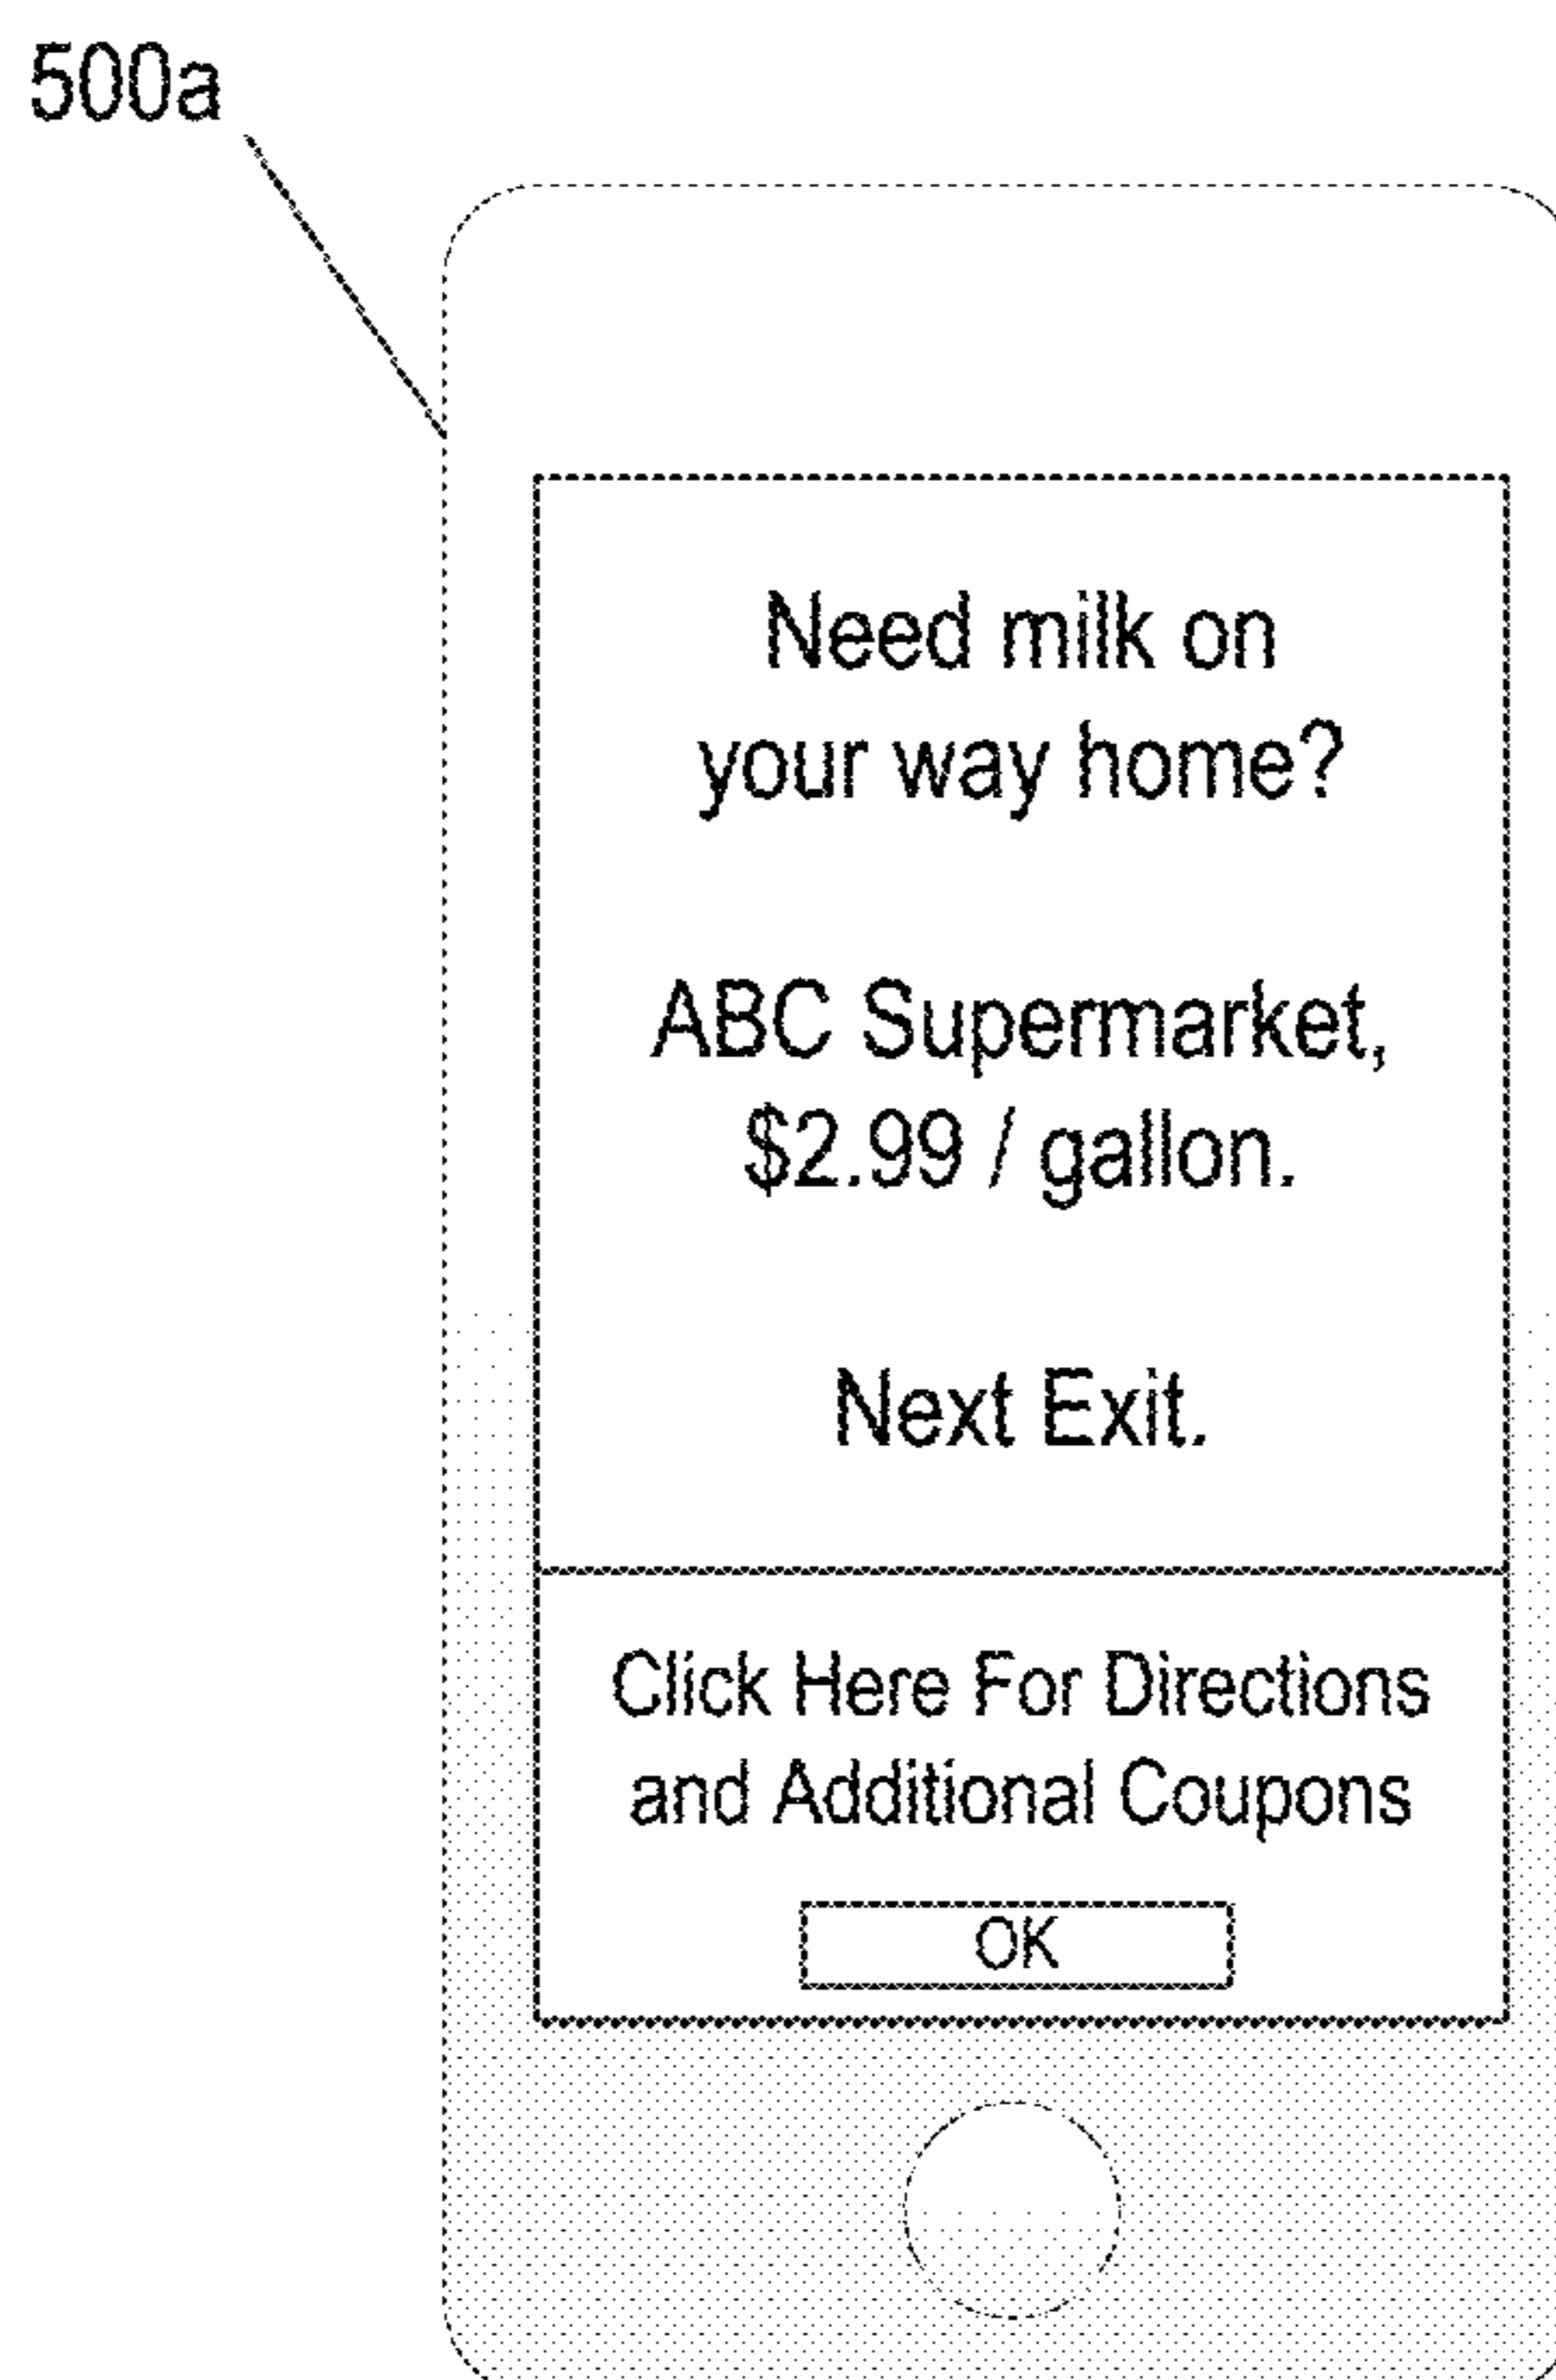 500a
Need milk on
your way home?
ABC Supermarket,
$2.99 / gallon.
Next Exit.
Click Here For Directions
and Additional Coupons
OK